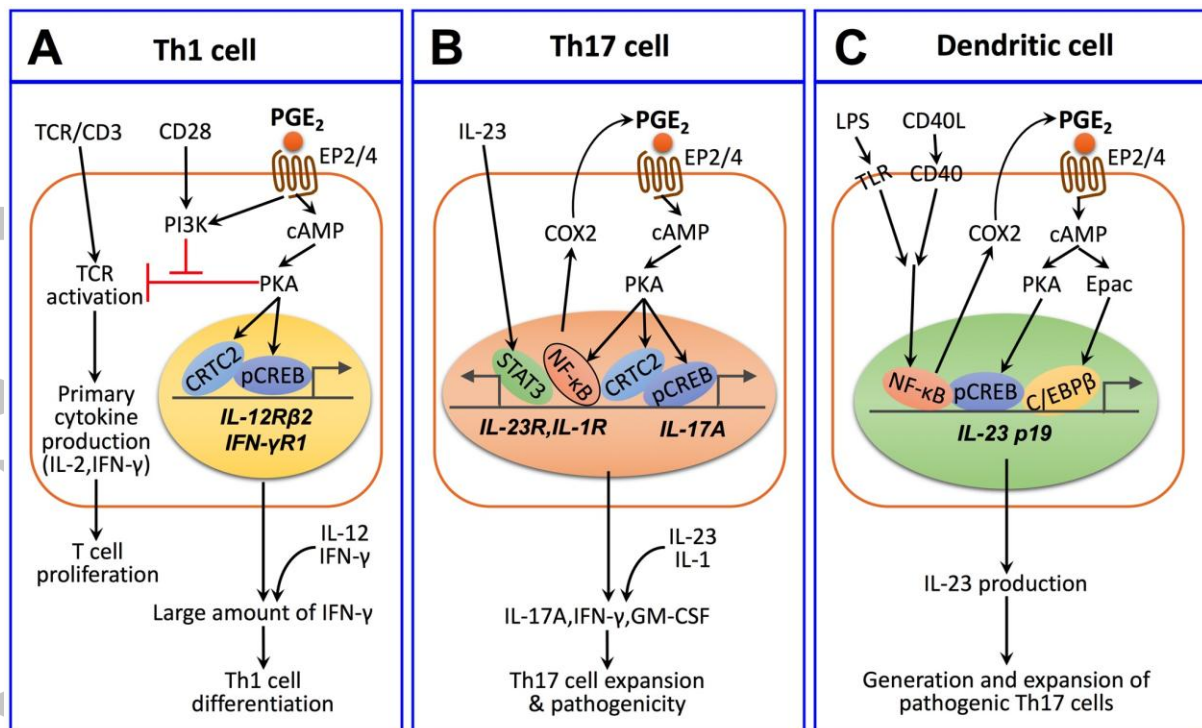 A
Th1 cell
TCR/CD3
CD28
PGE2
EP2/4
PI3K
cAMP
TCR
activation
PKA
CRTC2
pCREB
IL-12Rβ2
IFN-γR1
Primary
cytokine
production
(IL-2,IFN-γ)
T cell
proliferation
IL-12
IFN-γ
Large amount of IFN-γ
Th1 cell
differentiation
B
Th17 cell
IL-23
PGE2
EP2/4
COX2
cAMP
PKA
STAT3
NF-κB
CRTC2
pCREB
IL-23R,IL-1R
IL-17A
IL-23
IL-1
IL-17A,IFN-γ,GM-CSF
Th17 cell expansion
& pathogenicity
C
Dendritic cell
LPS
CD40L
PGE2
EP2/4
TLR
CD40
COX2
cAMP
PKA
Epac
NF-κB
pCREB
C/EBPβ
IL-23 p19
IL-23 production
Generation and expansion of
pathogenic Th17 cells